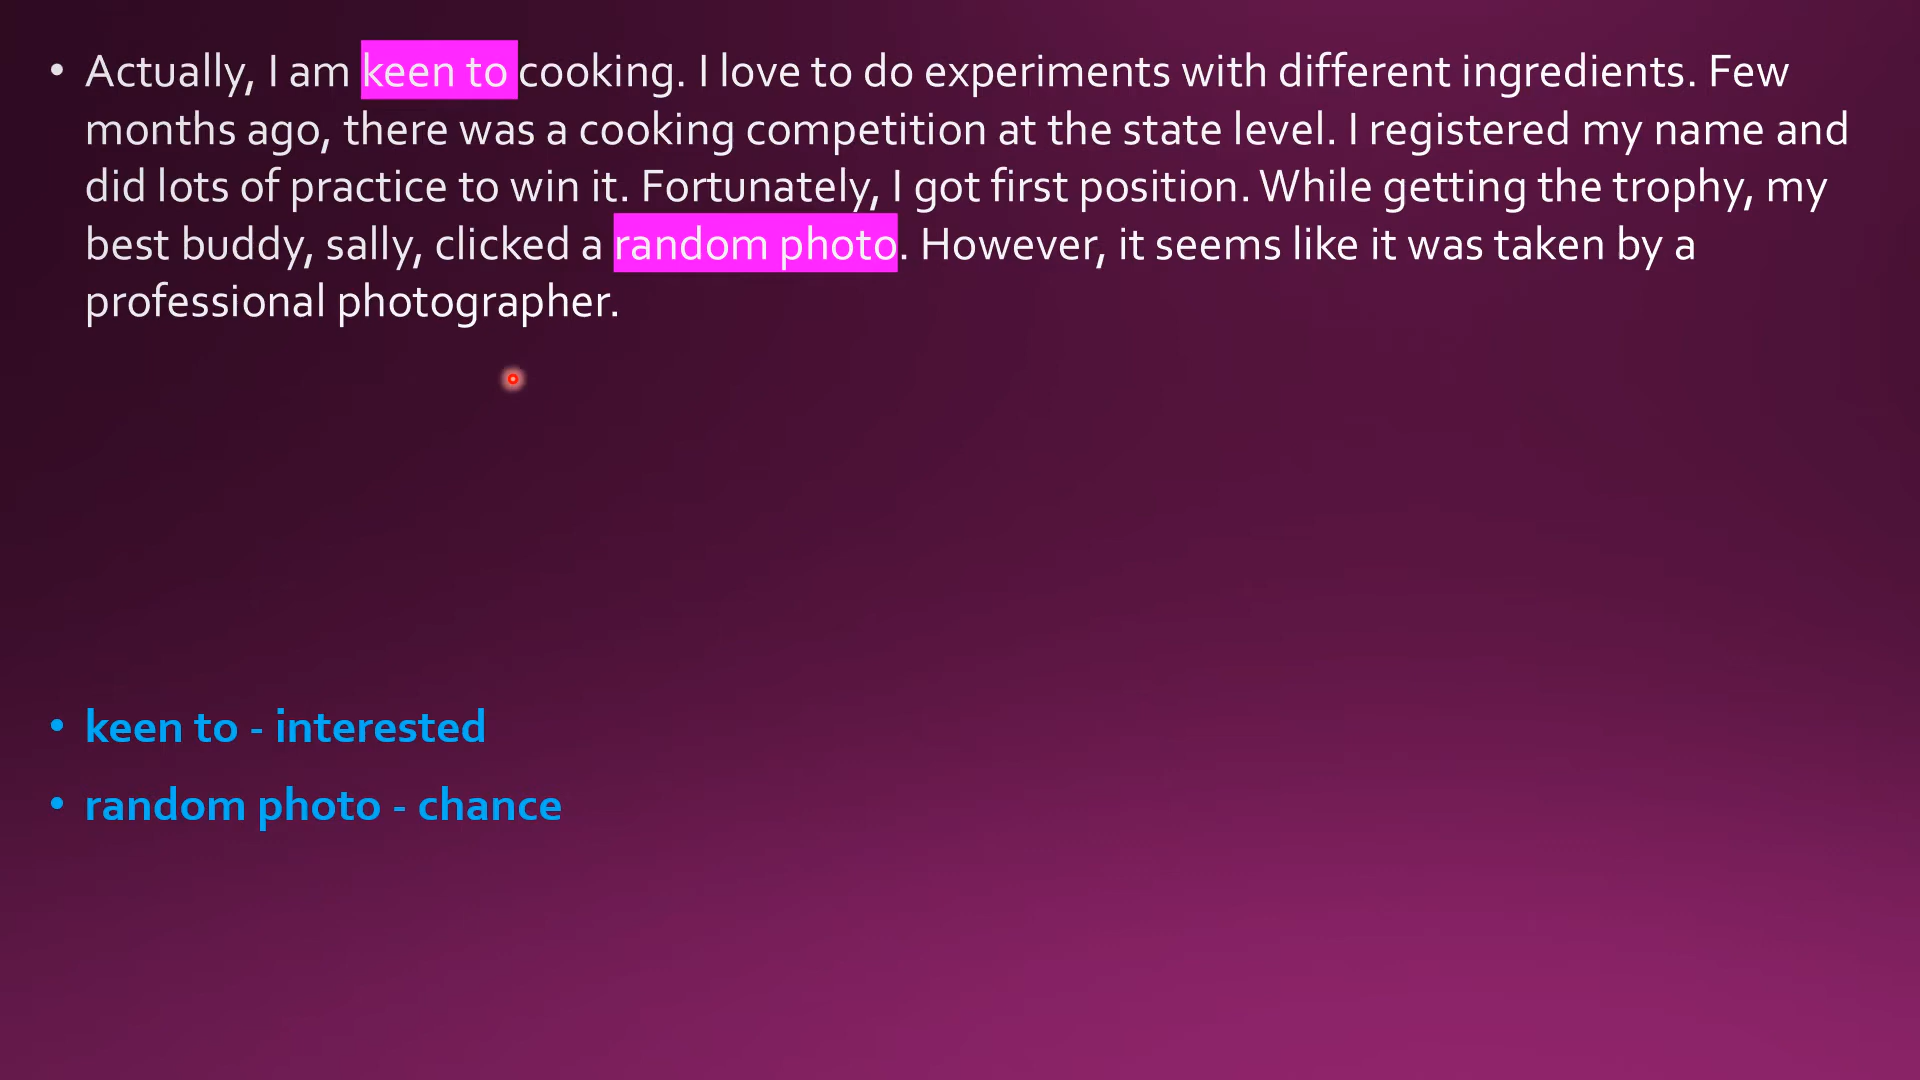 • Actually, I am keen to cooking. I love to do experiments with different ingredients. Few
months ago, there was a cooking competition at the state level. I registered my name and
did lots of practice to win it. Fortunately, I got first position. While getting the trophy, my
best buddy, sally, clicked a random photo. However, it seems like it was taken by a
professional photographer.
• keen to - interested
• random photo - chance